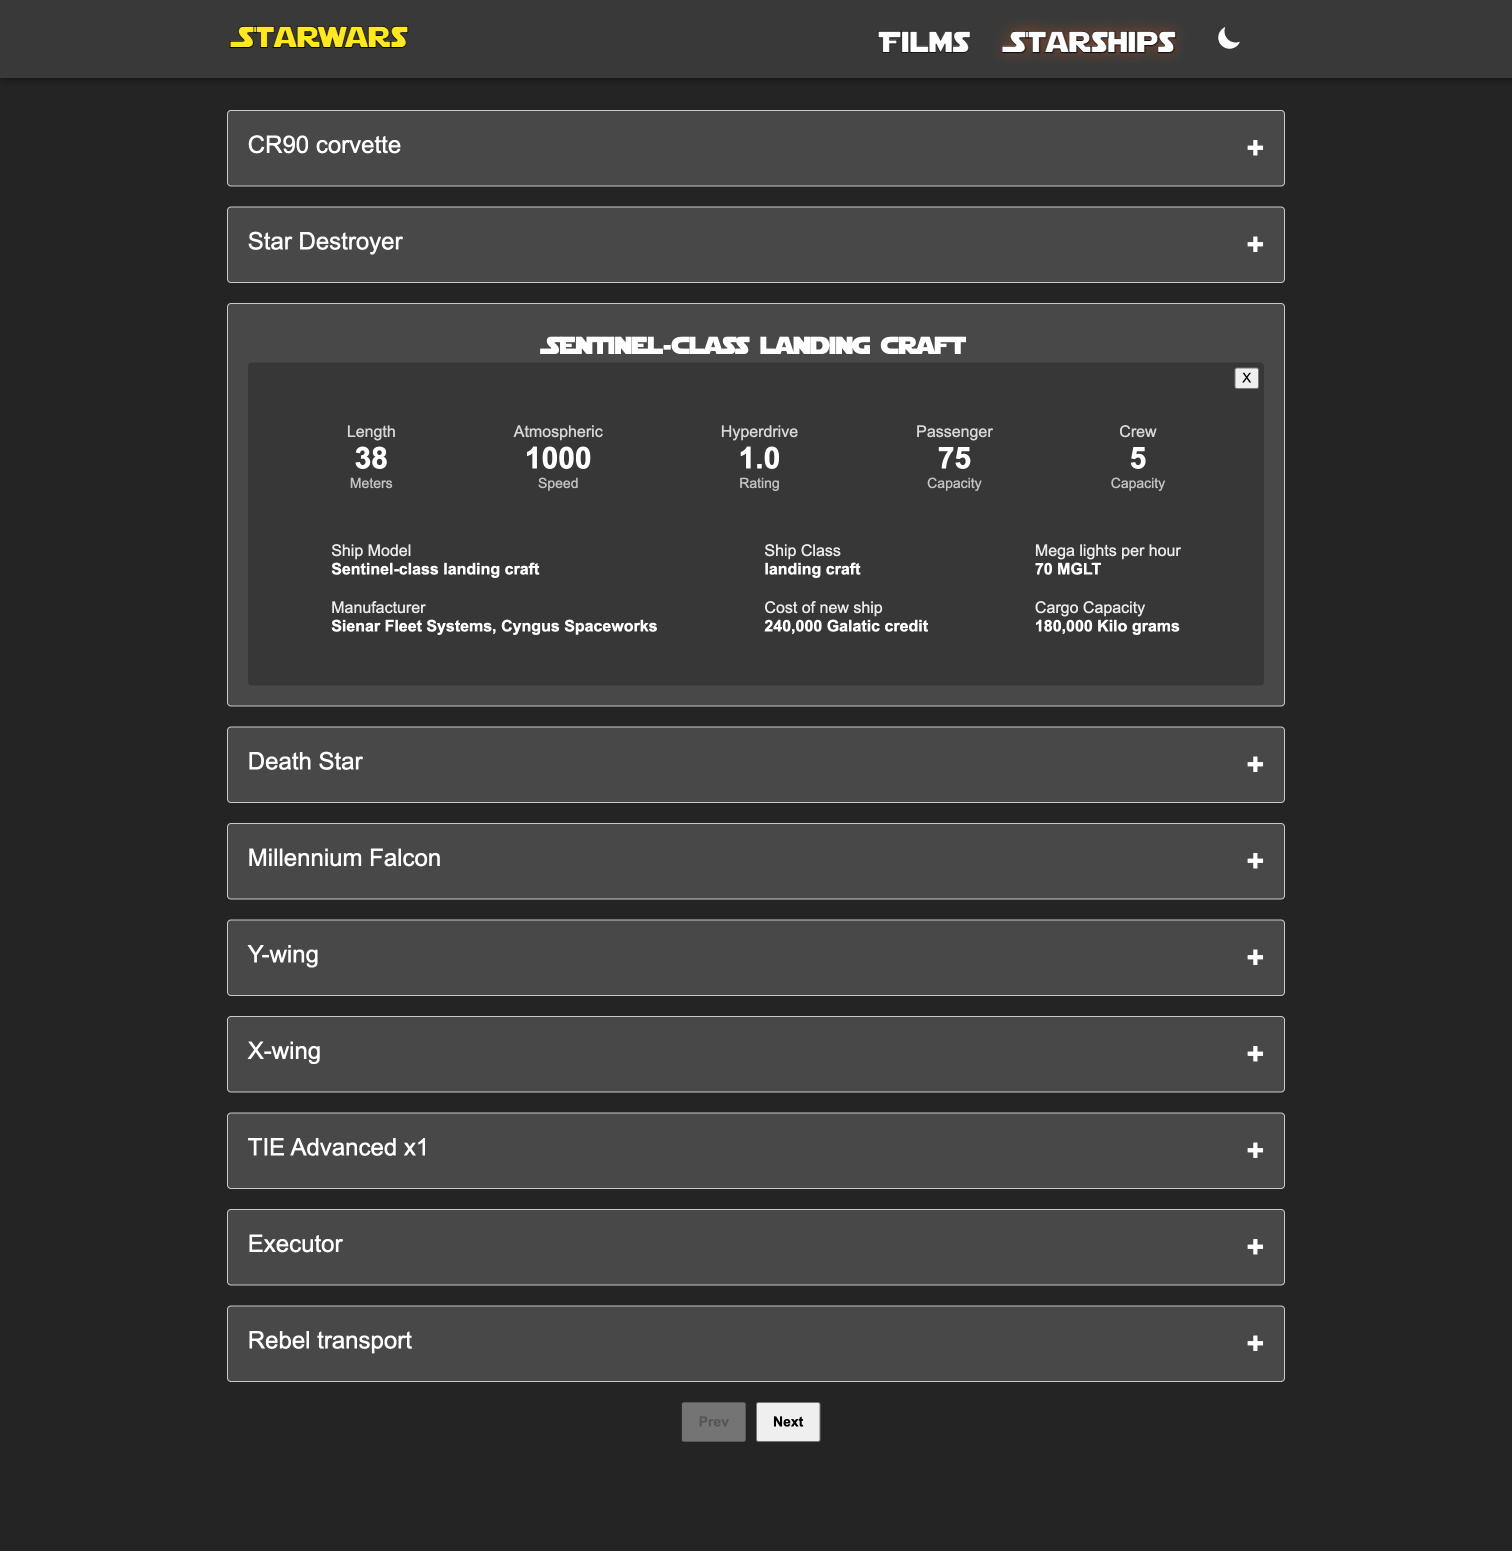 STARWARS
FILMS STARSHIPS
CR90 corvette
Star Destroyer
SENTINEL-CLASS LANDING CRAFT
X
Length Atmospheric Hyperdrive Passenger Crew
38 1000 1.0 75 5
Meters Speed Rating Capacity Capacity
Ship Model Ship Class Mega lights per hour
Sentinel-class landing craft landing craft 70 MGLT
Manufacturer Cost of new ship Cargo Capacity
Sienar Fleet Systems, Cyngus Spaceworks 240,000 Galatic credit 180,000 Kilo grams
Death Star
Millennium Falcon
Y-wing
X-wing
TIE Advanced x1
Executor
Rebel transport
Prev Next